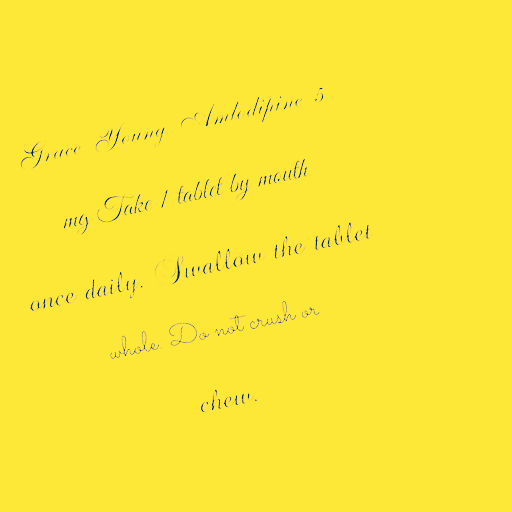 Grace Young Amlodipine 5
mg Take 1 tablet by mouth
once daily. Swallow the tablet
whole. Do not crush or
chew.